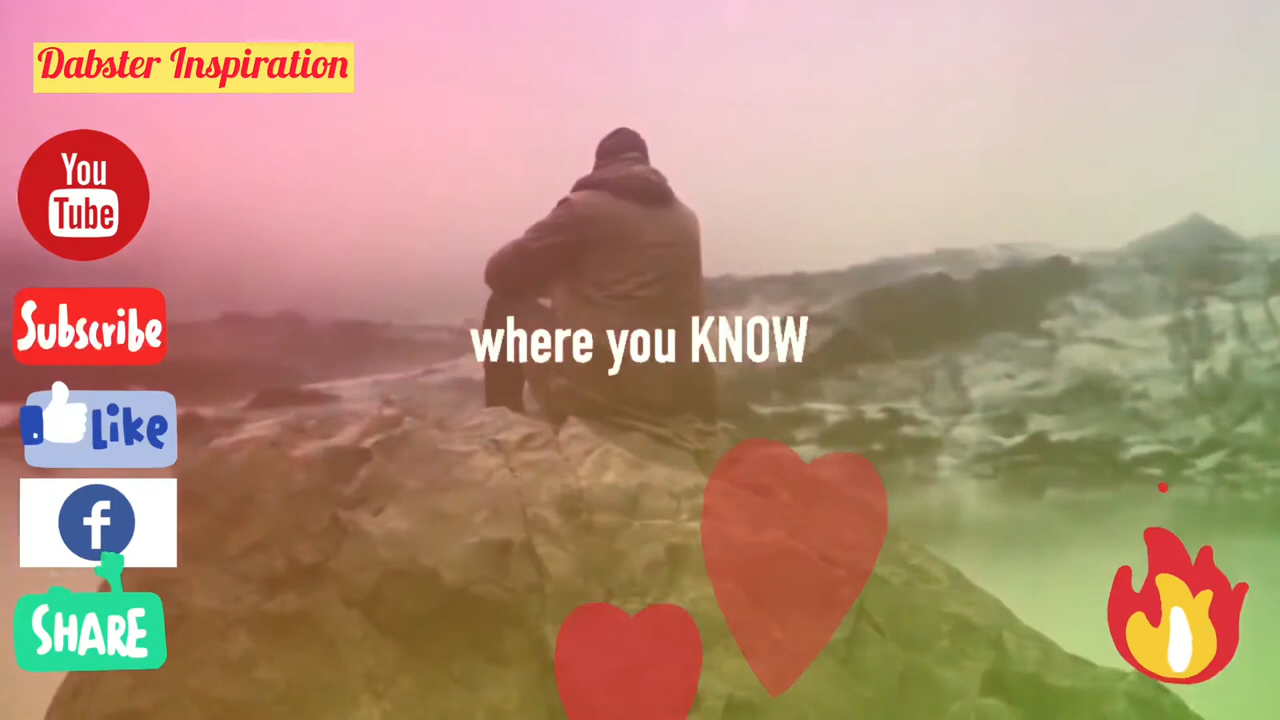 Dabster Inspiration
You
Tube
Subscribe
where you KNOW
Like
f
SHARE